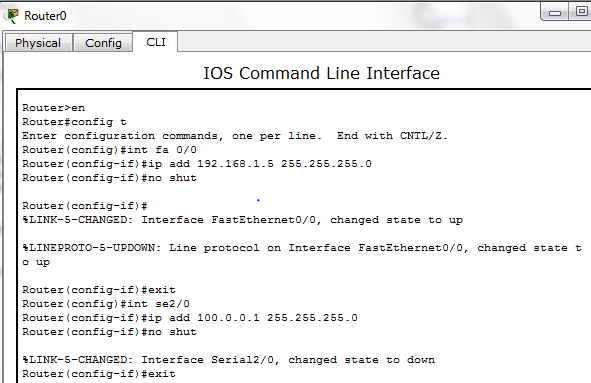 Router0
Physical Config CLI
IOS Command Line Interface
Router>en
Router#config t
Enter configuration commands, one per line.  End with CNTL/Z.
Router(config)#int fa 0/0
Router(config-if)#ip add 192.168.1.5 255.255.255.0
Router(config-if)#no shut
Router(config-if)#
%LINK-5-CHANGED: Interface FastEthernet0/0, changed state to up
%LINEPROTO-5-UPDOWN: Line protocol on Interface FastEthernet0/0, changed state t
o up
Router(config-if)#exit
Router(config)#int se2/0
Router(config-if)#ip add 100.0.0.1 255.255.255.0
Router(config-if)#no shut
%LINK-5-CHANGED: Interface Serial2/0, changed state to down
Router(config-if)#exit